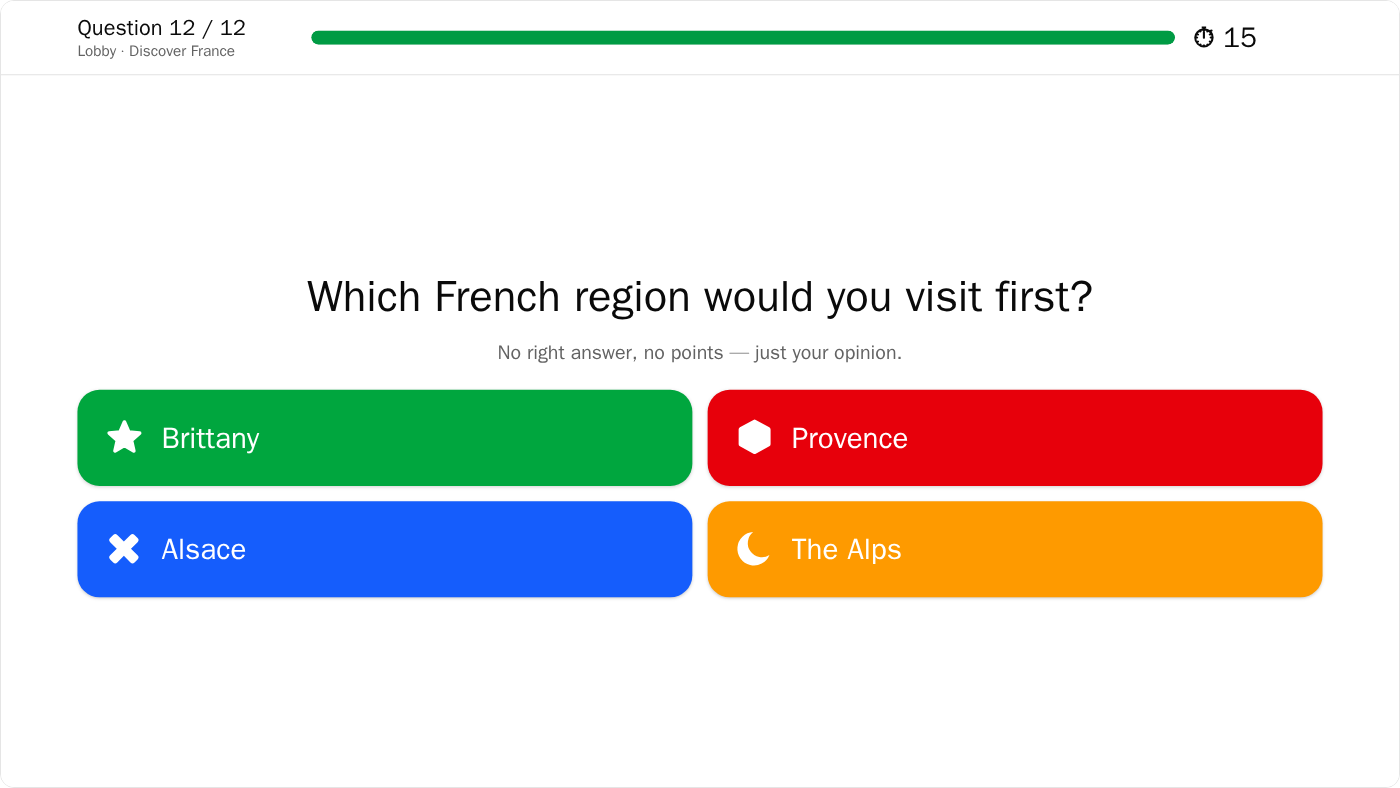 Question 12 / 12
Lobby · Discover France
15
Which French region would you visit first?
No right answer, no points — just your opinion.
Brittany
Provence
Alsace
The Alps